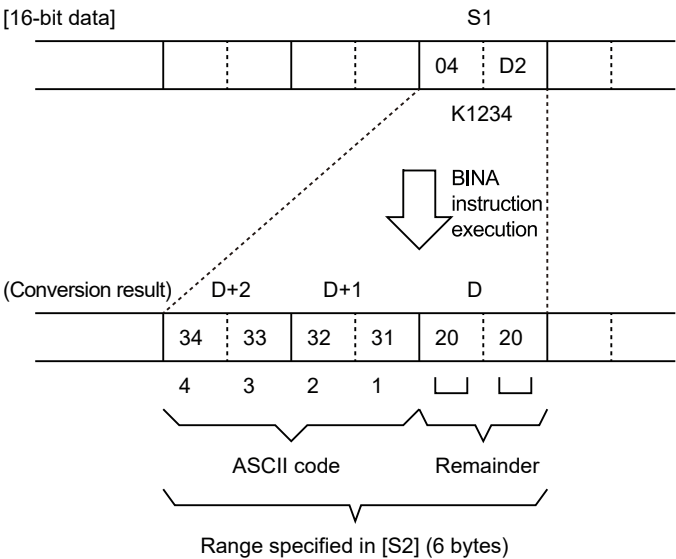 [16-bit data] S1
04 D2
K1234
BINA
instruction
execution
(Conversion result) D+2 D+1 D
34 33 32 31 20 20
4 3 2 1
ASCII code Remainder
Range specified in [S2] (6 bytes)